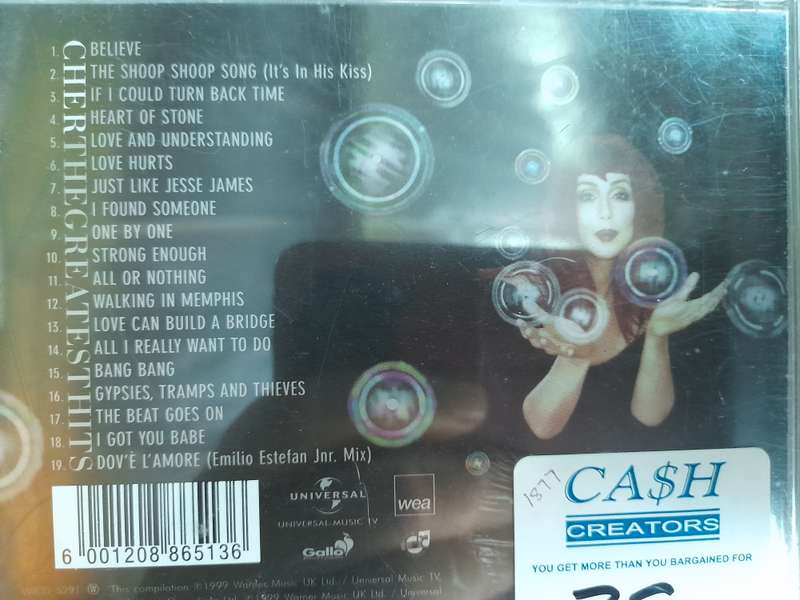 1. BELIEVE
2. THE SHOOP SHOOP SONG (It's In His Kiss)
3. IF I COULD TURN BACK TIME
4. HEART OF STONE
5. LOVE AND UNDERSTANDING
6. LOVE HURTS
7. JUST LIKE JESSE JAMES
8. I FOUND SOMEONE
9. ONE BY ONE
10. STRONG ENOUGH
11. ALL OR NOTHING
12. WALKING IN MEMPHIS
13. LOVE CAN BUILD A BRIDGE
14. ALL I REALLY WANT TO DO
15. BANG BANG
16. GYPSIES, TRAMPS AND THIEVES
17. THE BEAT GOES ON
18. I GOT YOU BABE
19. DOV'È L'AMORE (Emilio Estefan Jnr. Mix)
CHERTHEGREATESTHITS
UNIVERSAL
UNIVERSAL MUSIC TV
wea
Gallo
6 001208 865136
This compilation ℗1999 Warner Music UK Ltd. / Universal Music TV,
©1999 Warner Music UK Ltd. / Universal
1877
CA$H
CREATORS
YOU GET MORE THAN YOU BARGAINED FOR